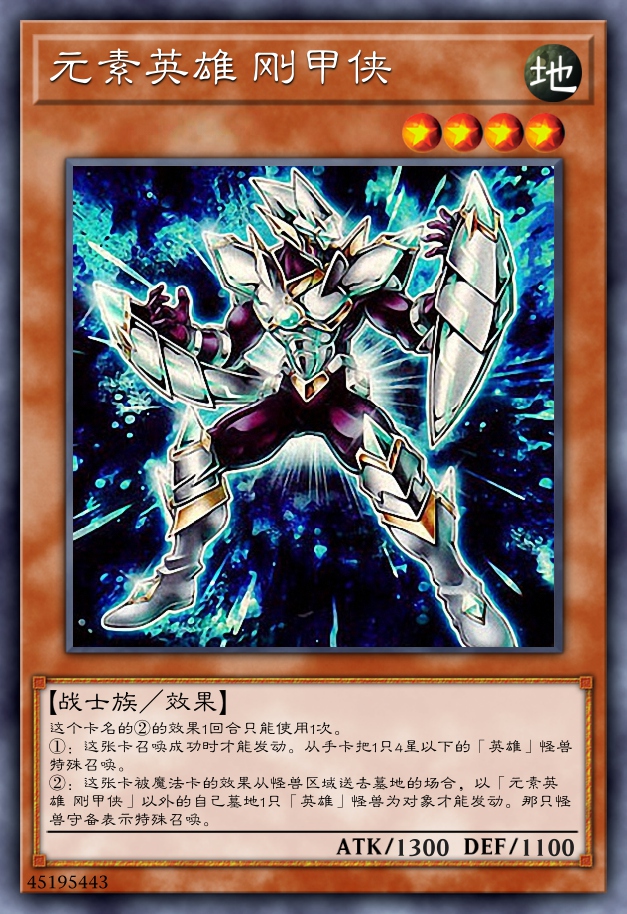 元素英雄 刚甲侠
地
【战士族／效果】
这个卡名的②的效果1回合只能使用1次。
①：这张卡召唤成功时才能发动。从手卡把1只4星以下的「英雄」怪兽
特殊召唤。
②：这张卡被魔法卡的效果从怪兽区域送去墓地的场合，以「元素英
雄 刚甲侠」以外的自己墓地1只「英雄」怪兽为对象才能发动。那只怪
兽守备表示特殊召唤。
ATK/1300 DEF/1100
45195443